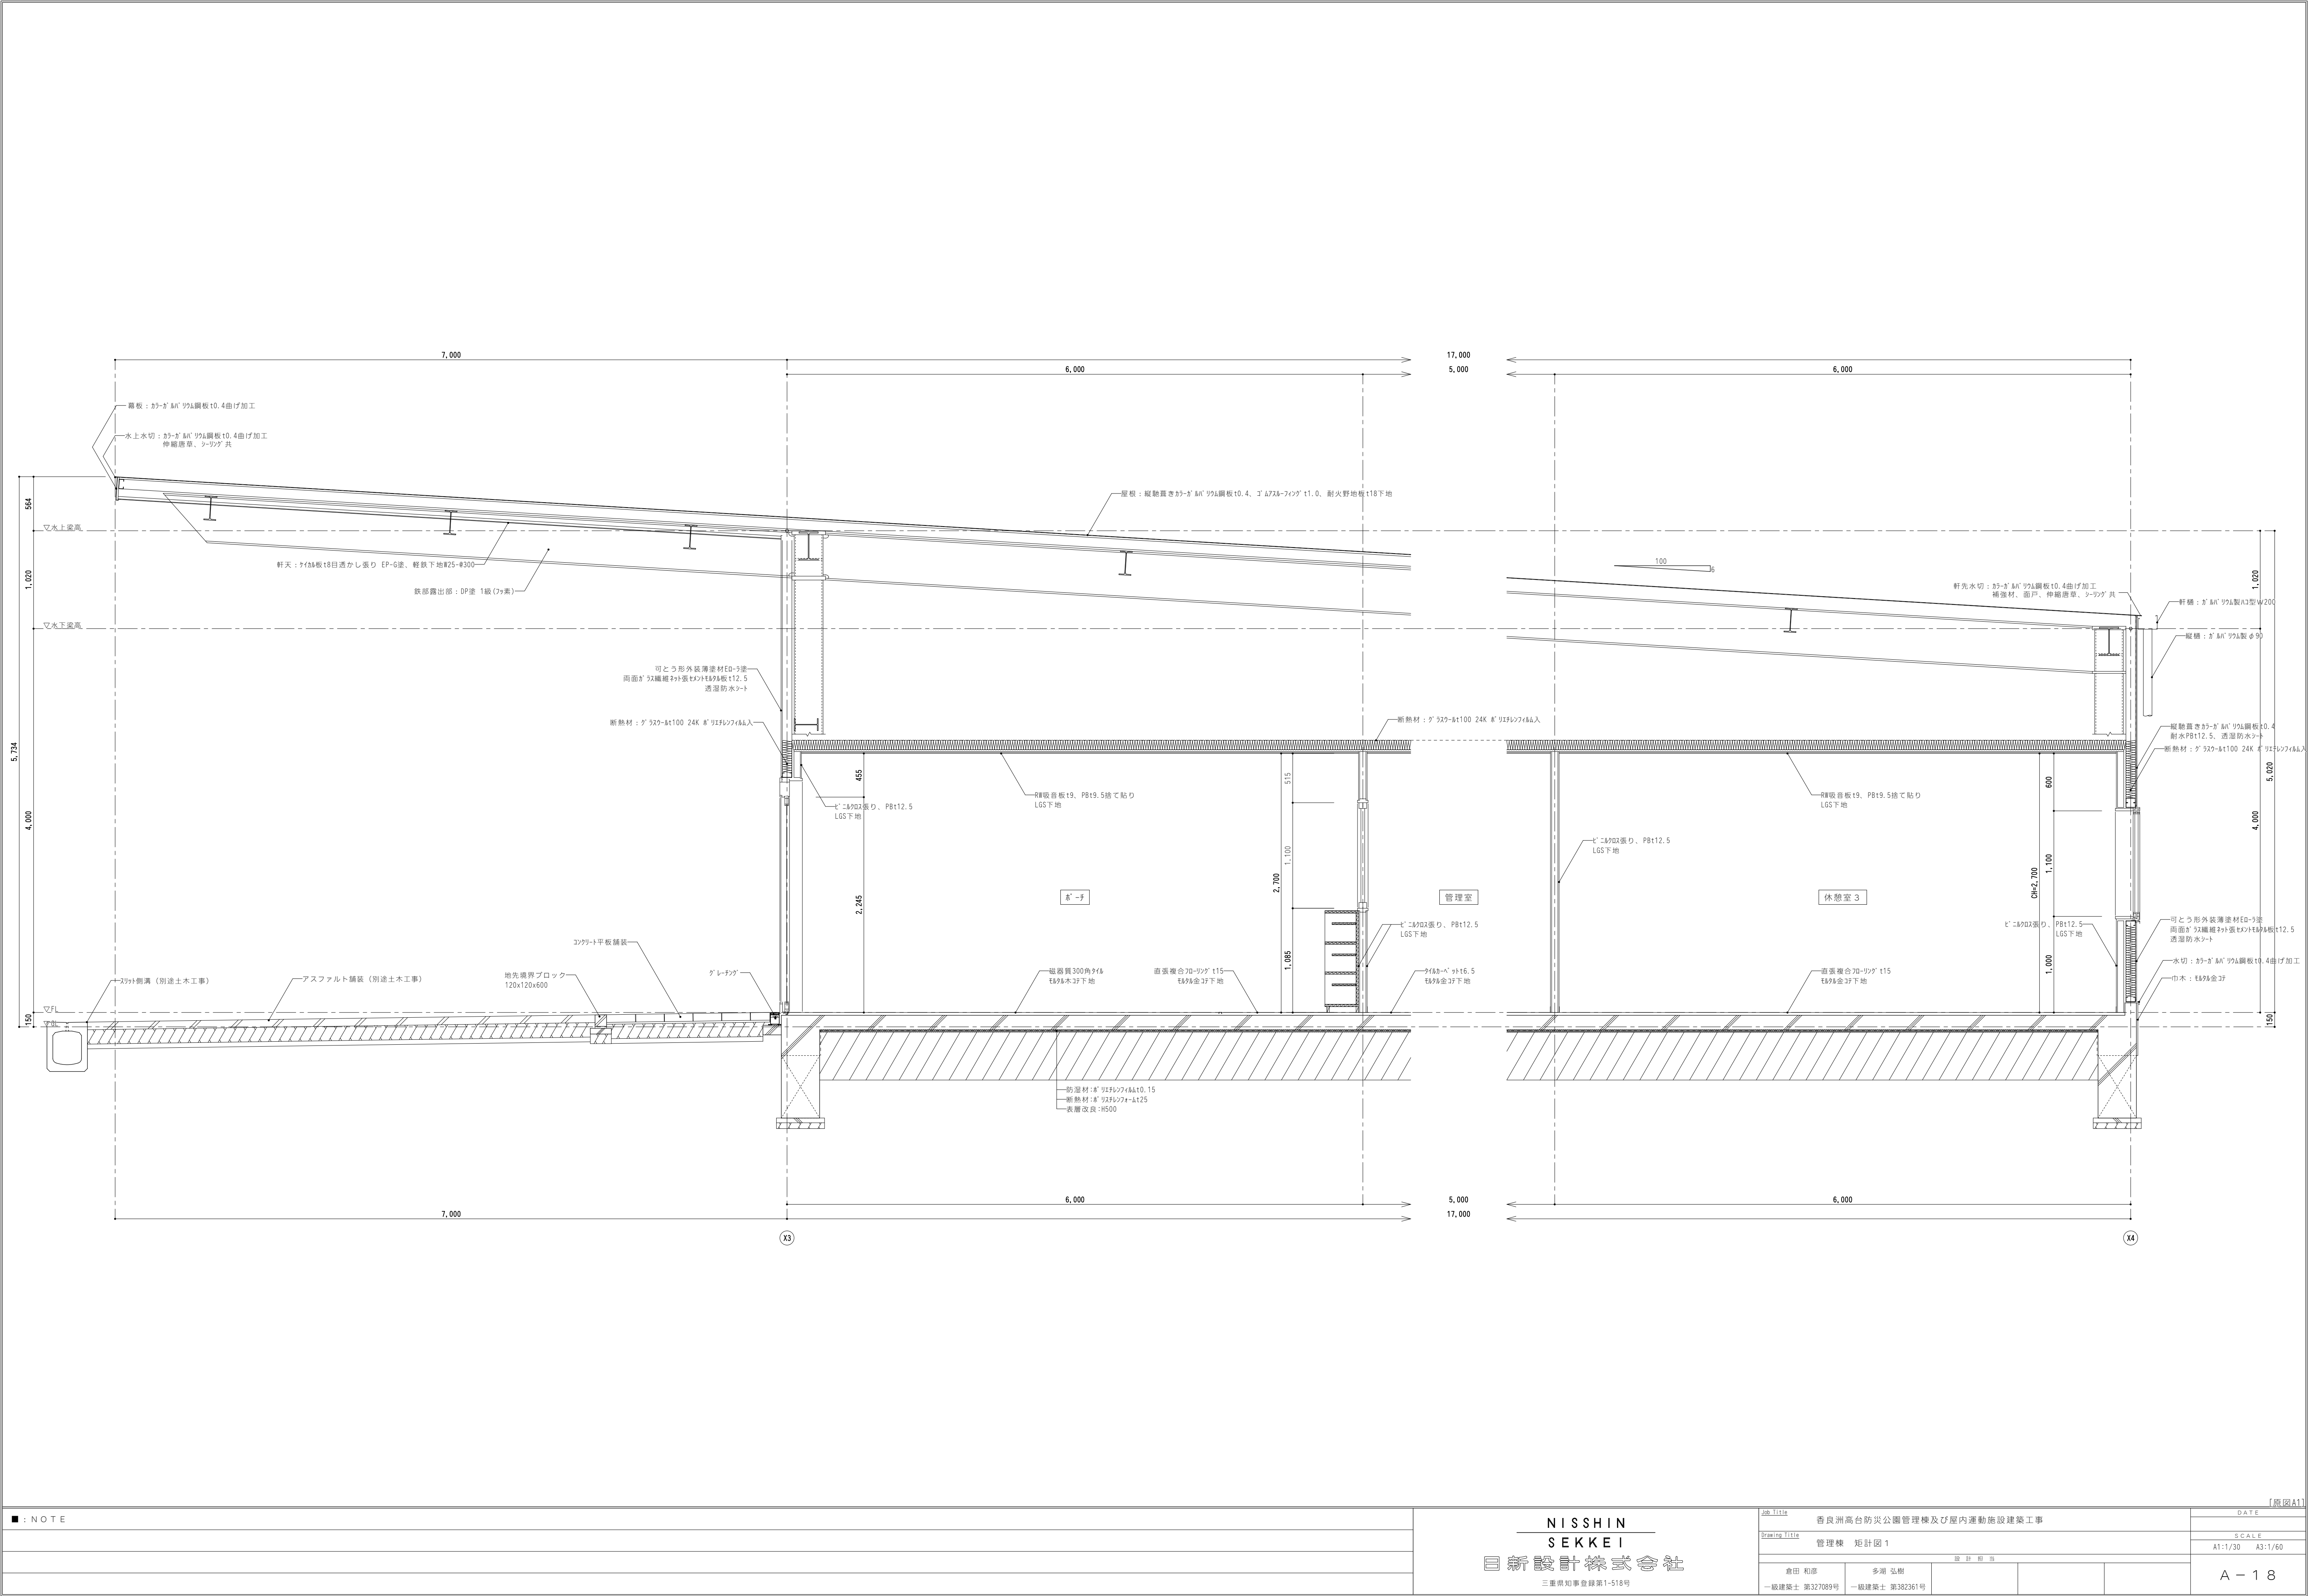 7,000
17,000
6,000
5,000
6,000
幕板：ｶﾗｰｶﾞﾙﾊﾞﾘｳﾑ鋼板t0.4曲げ加工
水上水切：ｶﾗｰｶﾞﾙﾊﾞﾘｳﾑ鋼板t0.4曲げ加工
伸縮唐草、ｼｰﾘﾝｸﾞ共
屋根：縦馳葺きｶﾗｰｶﾞﾙﾊﾞﾘｳﾑ鋼板t0.4、ｺﾞﾑｱｽﾙｰﾌｨﾝｸﾞt1.0、耐火野地板t18下地
564
▽水上梁高
1,020
軒天：ｹｲｶﾙ板t8目透かし張り EP-G塗、軽鉄下地W25-@300
鉄部露出部：DP塗 1級(ﾌｯ素)
100
6
軒先水切：ｶﾗｰｶﾞﾙﾊﾞﾘｳﾑ鋼板t0.4曲げ加工
補強材、面戸、伸縮唐草、ｼｰﾘﾝｸﾞ共
1,020
軒樋：ｶﾞﾙﾊﾞﾘｳﾑ製ﾊｺ型W200
▽水下梁高
縦樋：ｶﾞﾙﾊﾞﾘｳﾑ製φ90
可とう形外装薄塗材Eﾛｰﾗ塗
両面ｶﾞﾗｽ繊維ﾈｯﾄ張ｾﾒﾝﾄﾓﾙﾀﾙ板t12.5
透湿防水ｼｰﾄ
断熱材：ｸﾞﾗｽｳｰﾙt100 24K ﾎﾟﾘｴﾁﾚﾝﾌｨﾙﾑ入
断熱材：ｸﾞﾗｽｳｰﾙt100 24K ﾎﾟﾘｴﾁﾚﾝﾌｨﾙﾑ入
縦馳葺きｶﾗｰｶﾞﾙﾊﾞﾘｳﾑ鋼板t0.4
耐水PBt12.5、透湿防水ｼｰﾄ
断熱材：ｸﾞﾗｽｳｰﾙt100 24K ﾎﾟﾘｴﾁﾚﾝﾌｨﾙﾑ入
5,734
4,000
455
ﾋﾞﾆﾙｸﾛｽ張り、PBt12.5
LGS下地
RW吸音板t9、PBt9.5捨て貼り
LGS下地
515
RW吸音板t9、PBt9.5捨て貼り
LGS下地
600
5,020
4,000
ﾋﾞﾆﾙｸﾛｽ張り、PBt12.5
LGS下地
2,245
ﾎﾟｰﾁ
2,700
1,100
管理室
休憩室３
CH=2,700
1,100
ﾋﾞﾆﾙｸﾛｽ張り、PBt12.5
LGS下地
ﾋﾞﾆﾙｸﾛｽ張り、PBt12.5
LGS下地
可とう形外装薄塗材Eﾛｰﾗ塗
両面ｶﾞﾗｽ繊維ﾈｯﾄ張ｾﾒﾝﾄﾓﾙﾀﾙ板t12.5
透湿防水ｼｰﾄ
水切：ｶﾗｰｶﾞﾙﾊﾞﾘｳﾑ鋼板t0.4曲げ加工
巾木：ﾓﾙﾀﾙ金ｺﾃ
ｺﾝｸﾘｰﾄ平板舗装
ｽﾘｯﾄ側溝（別途土木工事）
アスファルト舗装（別途土木工事）
地先境界ブロック
120x120x600
ｸﾞﾚｰﾁﾝｸﾞ
磁器質300角ﾀｲﾙ
ﾓﾙﾀﾙ木ｺﾃ下地
直張複合ﾌﾛｰﾘﾝｸﾞt15
ﾓﾙﾀﾙ金ｺﾃ下地
1,085
ﾀｲﾙｶｰﾍﾟｯﾄt6.5
ﾓﾙﾀﾙ金ｺﾃ下地
直張複合ﾌﾛｰﾘﾝｸﾞt15
ﾓﾙﾀﾙ金ｺﾃ下地
1,000
▽FL
▽GL
150
150
防湿材：ﾎﾟﾘｴﾁﾚﾝﾌｨﾙﾑt0.15
断熱材：ﾎﾟﾘｽﾁﾚﾝﾌｫｰﾑt25
表層改良：H500
6,000
5,000
6,000
7,000
17,000
X3
X4
[原図A1]
■：ＮＯＴＥ
NISSHIN
SEKKEI
日新設計株式会社
三重県知事登録第1-518号
Job Title
香良洲高台防災公園管理棟及び屋内運動施設建築工事
Drawing Title
管理棟　矩計図１
設 計 担 当
倉田 和彦
一級建築士 第327089号
多湖 弘樹
一級建築士 第382361号
DATE
SCALE
A1:1/30　A3:1/60
Ａ－１８